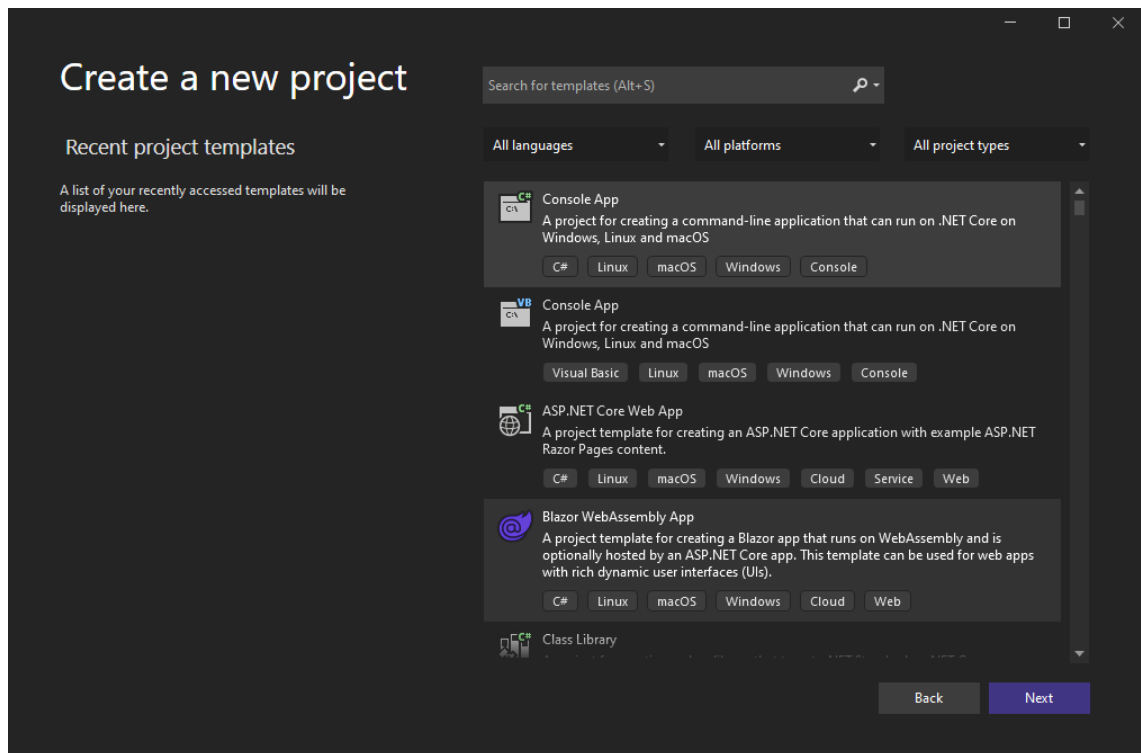 Create a new project
Search for templates (Alt+S)
Recent project templates
All languages
All platforms
All project types
A list of your recently accessed templates will be
displayed here.
C#
C:\
Console App
A project for creating a command-line application that can run on .NET Core on
Windows, Linux and macOS
C# Linux macOS Windows Console
VB
C:\
Console App
A project for creating a command-line application that can run on .NET Core on
Windows, Linux and macOS
Visual Basic Linux macOS Windows Console
C#
ASP.NET Core Web App
A project template for creating an ASP.NET Core application with example ASP.NET
Razor Pages content.
C# Linux macOS Windows Cloud Service Web
@
Blazor WebAssembly App
A project template for creating a Blazor app that runs on WebAssembly and is
optionally hosted by an ASP.NET Core app. This template can be used for web apps
with rich dynamic user interfaces (UIs).
C# Linux macOS Windows Cloud Web
C#
Class Library
Back
Next